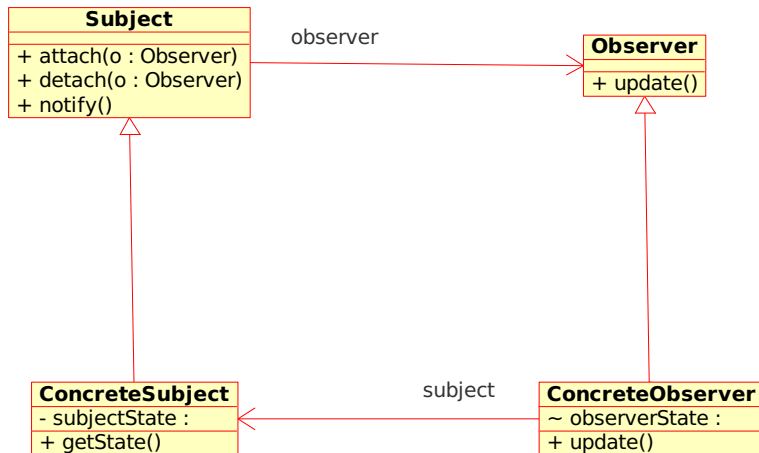 Subject
+ attach(o : Observer)
+ detach(o : Observer)
+ notify()
observer
Observer
+ update()
ConcreteSubject
- subjectState :
+ getState()
subject
ConcreteObserver
~ observerState :
+ update()